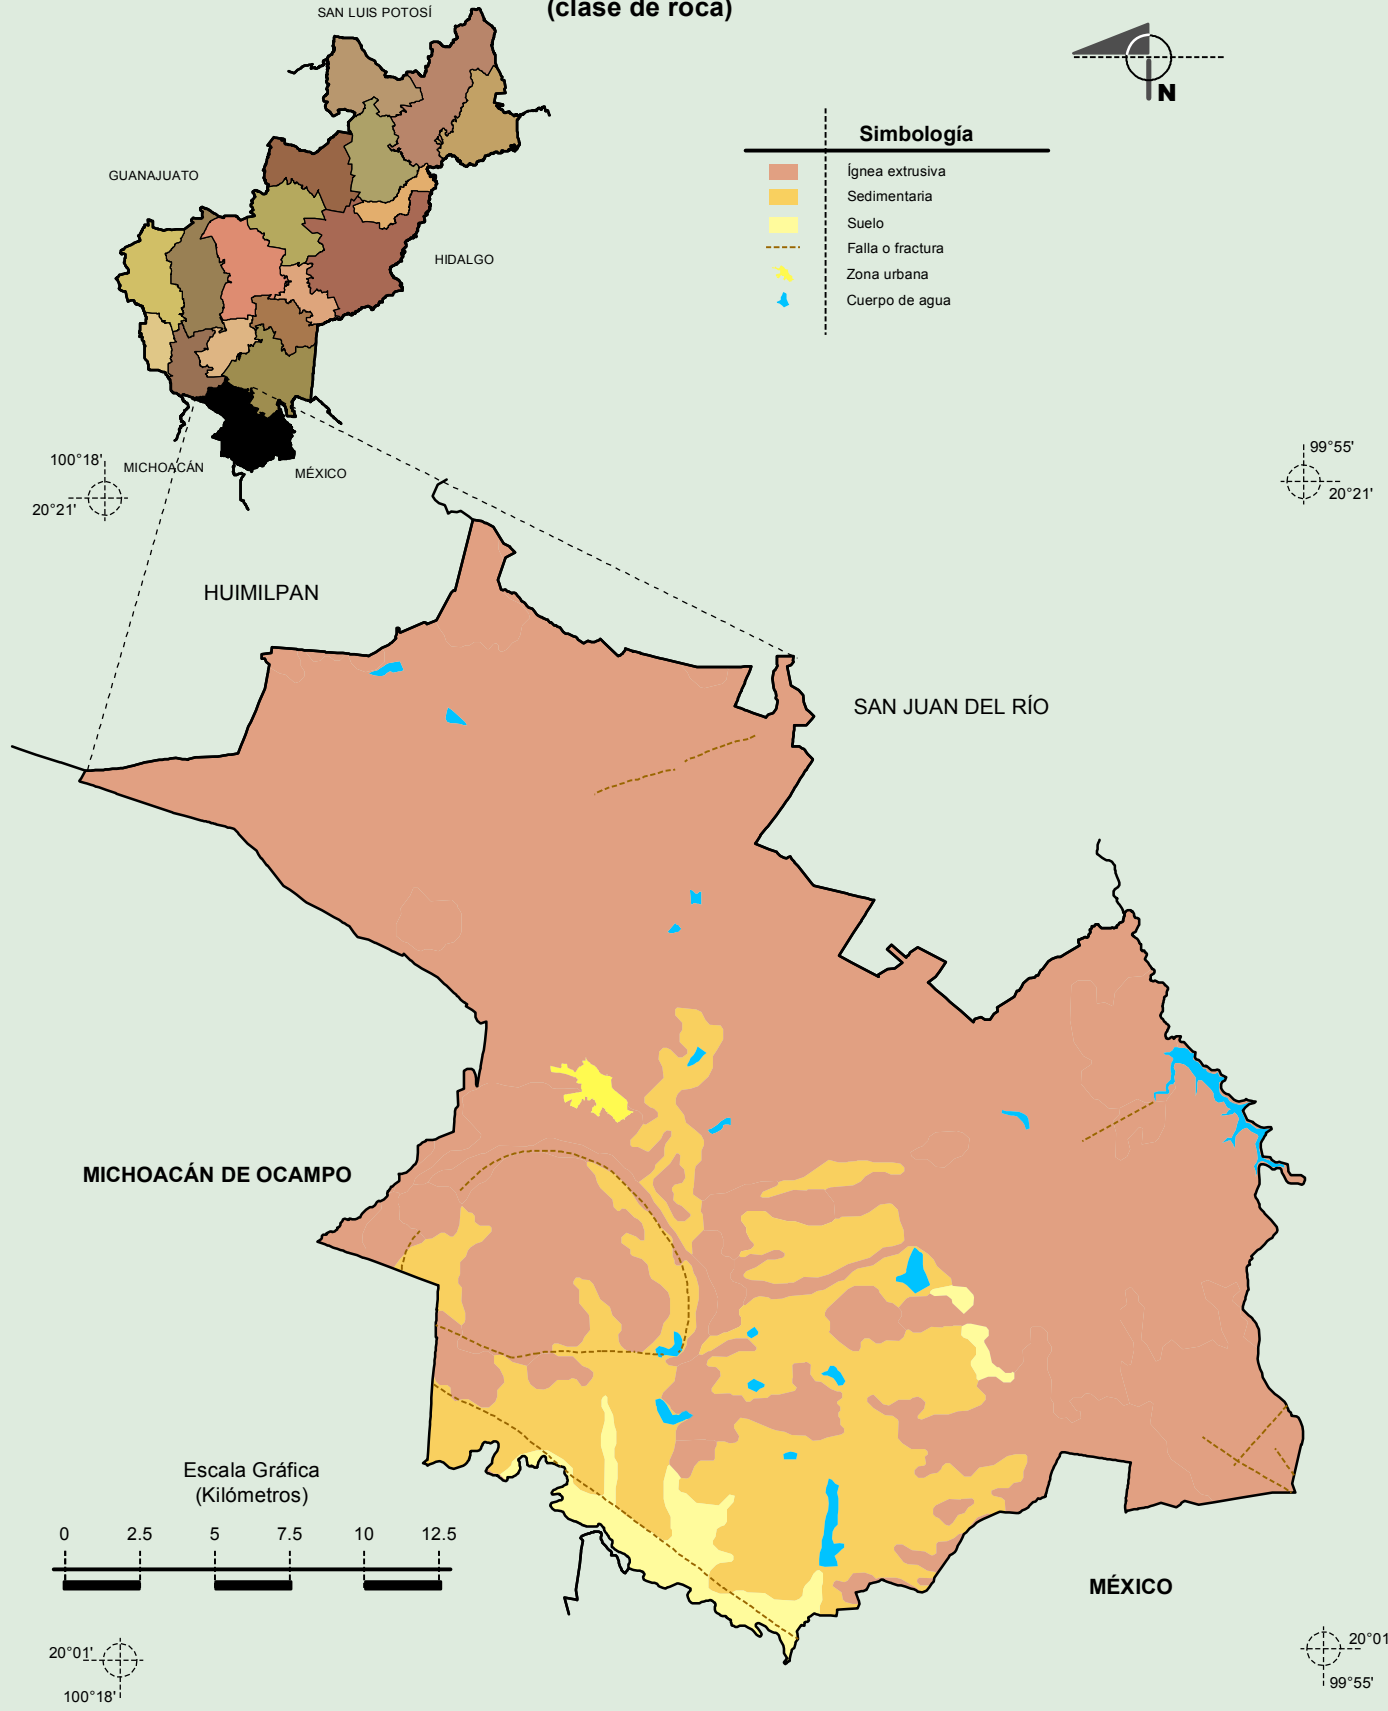 (clase de roca)
SAN LUIS POTOSÍ
GUANAJUATO
HIDALGO
MICHOACÁN
MÉXICO
N
Simbología
Ígnea extrusiva
Sedimentaria
Suelo
Falla o fractura
Zona urbana
Cuerpo de agua
100°18'
20°21'
99°55'
20°21'
HUIMILPAN
SAN JUAN DEL RÍO
MICHOACÁN DE OCAMPO
MÉXICO
Escala Gráfica
(Kilómetros)
0 2.5 5 7.5 10 12.5
20°01'
100°18'
20°01
99°55'